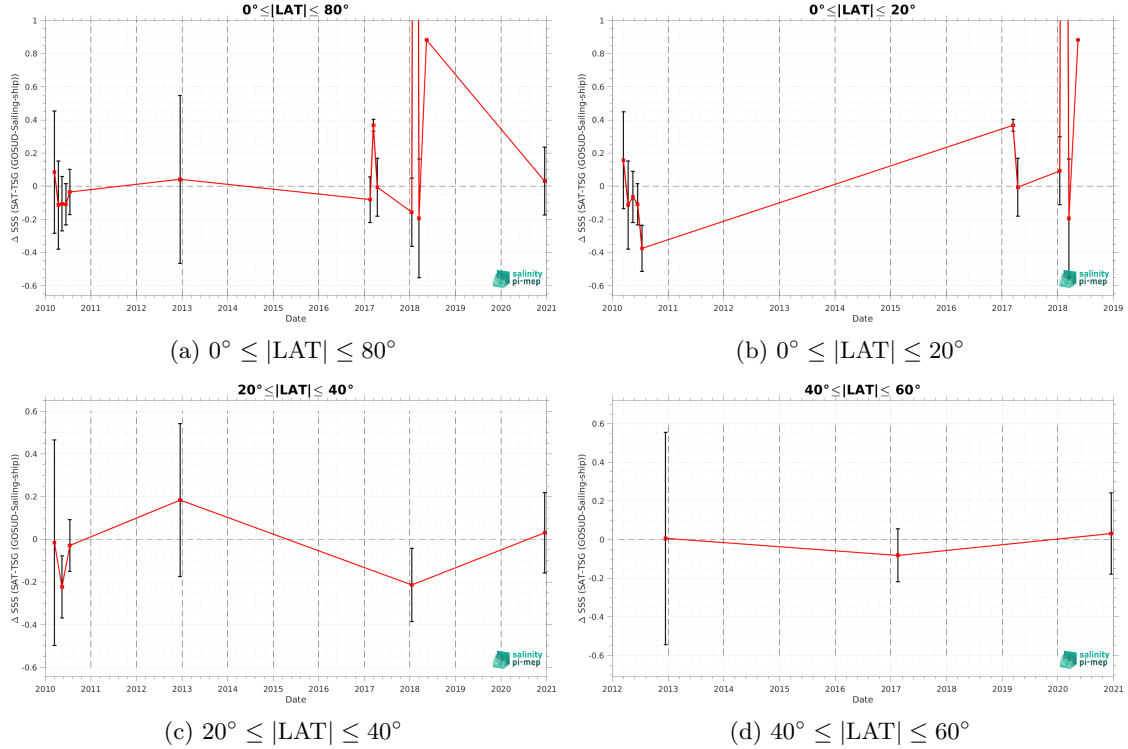 0°≤|LAT|≤ 80°
Δ SSS (SAT-TSG (GOSUD-Sailing-ship))
1
0.8
0.6
0.4
0.2
0
-0.2
-0.4
-0.6
2010 2011 2012 2013 2014 2015 2016 2017 2018 2019 2020 2021
Date
salinity
pi-mep
(a) 0° ≤ |LAT| ≤ 80°
0°≤|LAT|≤ 20°
Δ SSS (SAT-TSG (GOSUD-Sailing-ship))
1
0.8
0.6
0.4
0.2
0
-0.2
-0.4
-0.6
2010 2011 2012 2013 2014 2015 2016 2017 2018 2019
Date
salinity
pi-mep
(b) 0° ≤ |LAT| ≤ 20°
20°≤|LAT|≤ 40°
Δ SSS (SAT-TSG (GOSUD-Sailing-ship))
0.6
0.4
0.2
0
-0.2
-0.4
-0.6
2010 2011 2012 2013 2014 2015 2016 2017 2018 2019 2020 2021
Date
salinity
pi-mep
(c) 20° ≤ |LAT| ≤ 40°
40°≤|LAT|≤ 60°
Δ SSS (SAT-TSG (GOSUD-Sailing-ship))
0.6
0.4
0.2
0
-0.2
-0.4
-0.6
2012 2013 2014 2015 2016 2017 2018 2019 2020 2021
Date
salinity
pi-mep
(d) 40° ≤ |LAT| ≤ 60°